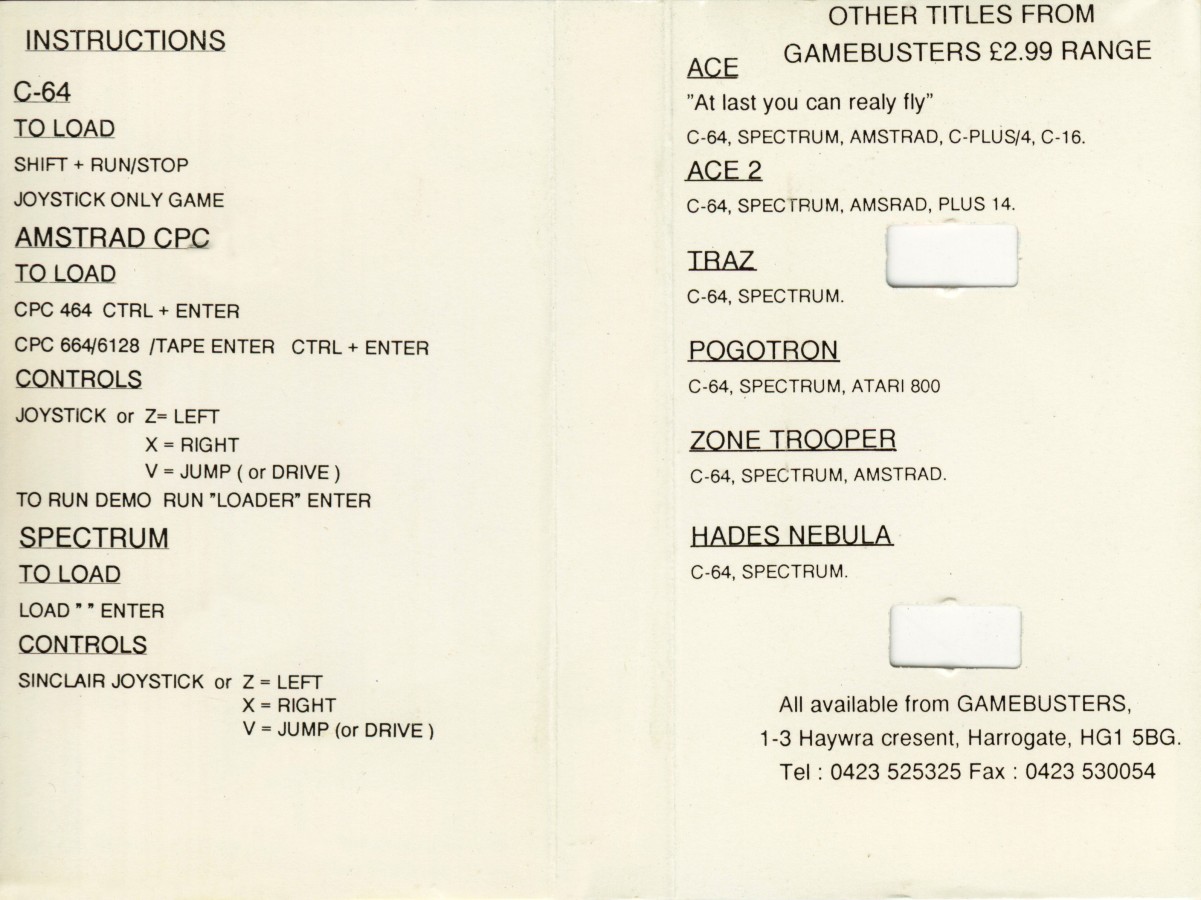 INSTRUCTIONS
C-64
TO LOAD
SHIFT + RUN/STOP
JOYSTICK ONLY GAME
AMSTRAD CPC
TO LOAD
CPC 464 CTRL + ENTER
CPC 664/6128 /TAPE ENTER CTRL + ENTER
CONTROLS
JOYSTICK or Z= LEFT
X = RIGHT
V = JUMP ( or DRIVE )
TO RUN DEMO RUN "LOADER" ENTER
SPECTRUM
TO LOAD
LOAD " " ENTER
CONTROLS
SINCLAIR JOYSTICK or Z = LEFT
X = RIGHT
V = JUMP (or DRIVE )
OTHER TITLES FROM
GAMEBUSTERS £2.99 RANGE
ACE
"At last you can realy fly"
C-64, SPECTRUM, AMSTRAD, C-PLUS/4, C-16.
ACE 2
C-64, SPECTRUM, AMSRAD, PLUS 14.
TRAZ
C-64, SPECTRUM.
POGOTRON
C-64, SPECTRUM, ATARI 800
ZONE TROOPER
C-64, SPECTRUM, AMSTRAD.
HADES NEBULA
C-64, SPECTRUM.
All available from GAMEBUSTERS,
1-3 Haywra cresent, Harrogate, HG1 5BG.
Tel : 0423 525325 Fax : 0423 530054